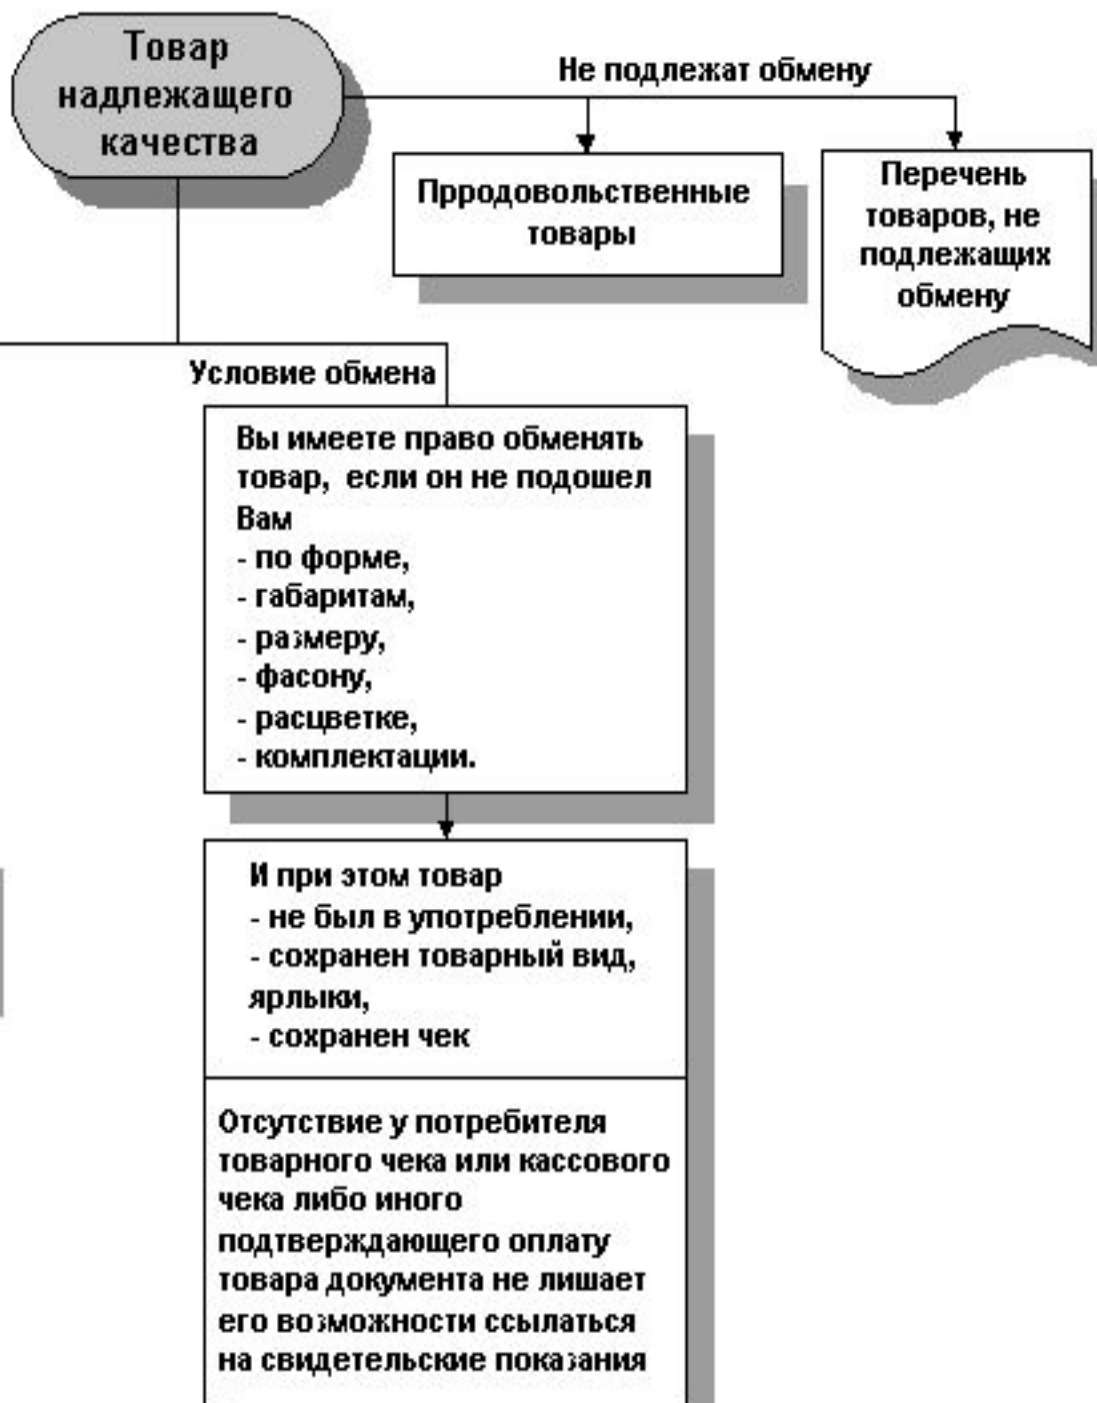 Товар
надлежащего
качества
Не подлежат обмену
Прродовольственные
товары
Перечень
товаров, не
подлежащих
обмену
Условие обмена
Вы имеете право обменять
товар, если он не подошел
Вам
- по форме,
- габаритам,
- размеру,
- фасону,
- расцветке,
- комплектации.
И при этом товар
- не был в употреблении,
- сохранен товарный вид,
ярлыки,
- сохранен чек
Отсутствие у потребителя
товарного чека или кассового
чека либо иного
подтверждающего оплату
товара документа не лишает
его возможности ссылаться
на свидетельские показания